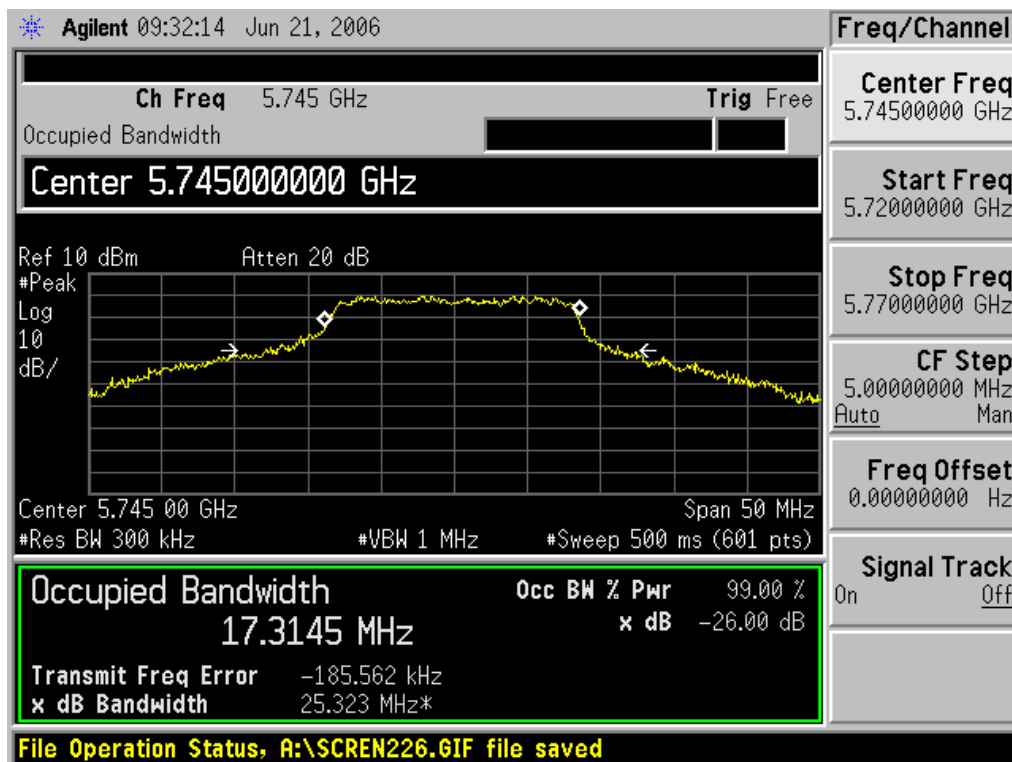 Agilent 09:32:14 Jun 21, 2006
Freq/Channel
Ch Freq 5.745 GHz Trig Free
Occupied Bandwidth
Center 5.745000000 GHz
Ref 10 dBm Atten 20 dB
#Peak
Log
10
dB/
Center 5.745 00 GHz Span 50 MHz
#Res BW 300 kHz #VBW 1 MHz #Sweep 500 ms (601 pts)
Occupied Bandwidth Occ BW % Pwr 99.00 %
17.3145 MHz x dB -26.00 dB
Transmit Freq Error -185.562 kHz
x dB Bandwidth 25.323 MHz*
File Operation Status, A:\SCREN226.GIF file saved
Center Freq
5.74500000 GHz
Start Freq
5.72000000 GHz
Stop Freq
5.77000000 GHz
CF Step
5.00000000 MHz
Auto Man
Freq Offset
0.00000000 Hz
Signal Track
On Off